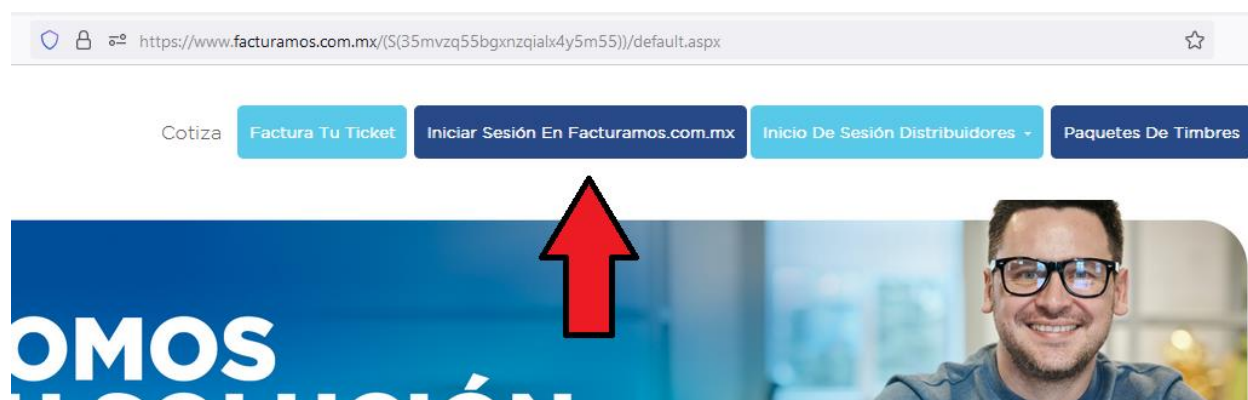 https://www.facturamos.com.mx/(S(35mvzq55bgxnzqialx4y5m55))/default.aspx
Cotiza Factura Tu Ticket Iniciar Sesión En Facturamos.com.mx Inicio De Sesión Distribuidores Paquetes De Timbres
OMOS